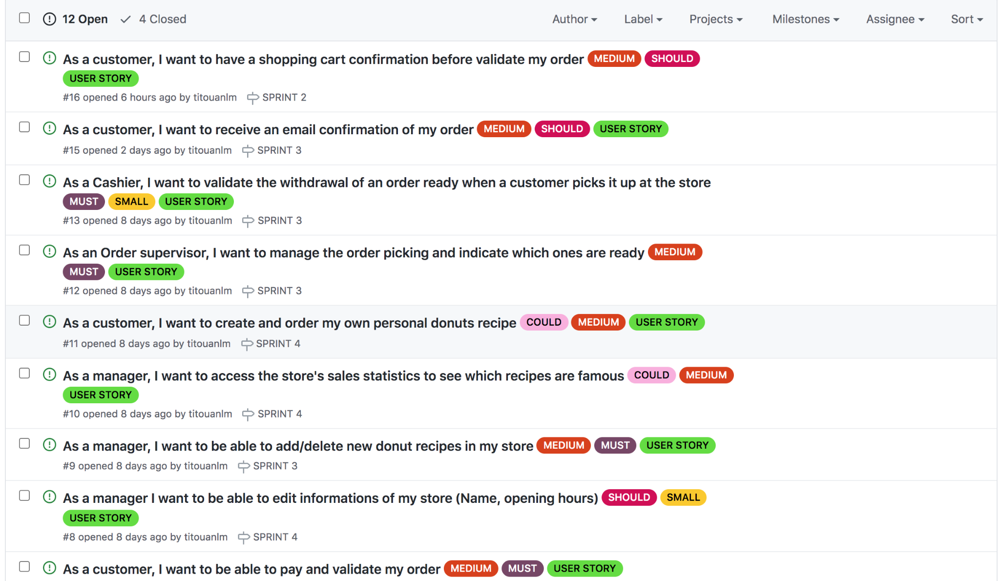 12 Open 4 Closed Author Label Projects Milestones Assignee Sort
As a customer, I want to have a shopping cart confirmation before validate my order MEDIUM SHOULD
USER STORY
#16 opened 6 hours ago by titouanlm SPRINT 2
As a customer, I want to receive an email confirmation of my order MEDIUM SHOULD USER STORY
#15 opened 2 days ago by titouanlm SPRINT 3
As a Cashier, I want to validate the withdrawal of an order ready when a customer picks it up at the store
MUST SMALL USER STORY
#13 opened 8 days ago by titouanlm SPRINT 3
As an Order supervisor, I want to manage the order picking and indicate which ones are ready MEDIUM
MUST USER STORY
#12 opened 8 days ago by titouanlm SPRINT 3
As a customer, I want to create and order my own personal donuts recipe COULD MEDIUM USER STORY
#11 opened 8 days ago by titouanlm SPRINT 4
As a manager, I want to access the store's sales statistics to see which recipes are famous COULD MEDIUM
USER STORY
#10 opened 8 days ago by titouanlm SPRINT 4
As a manager, I want to be able to add/delete new donut recipes in my store MEDIUM MUST USER STORY
#9 opened 8 days ago by titouanlm SPRINT 3
As a manager I want to be able to edit informations of my store (Name, opening hours) SHOULD SMALL
USER STORY
#8 opened 8 days ago by titouanlm SPRINT 4
As a customer, I want to be able to pay and validate my order MEDIUM MUST USER STORY